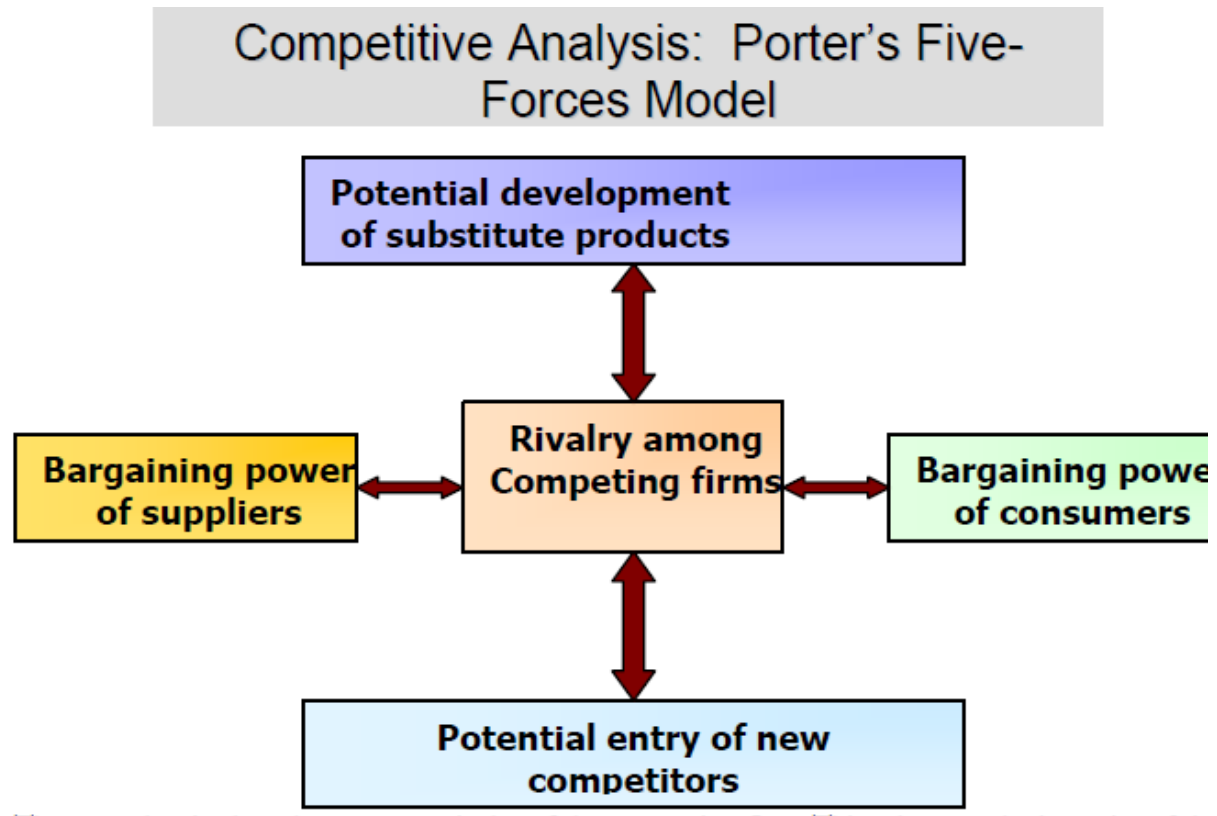 Competitive Analysis: Porter's Five-
Forces Model
Potential development
of substitute products
Rivalry among
Competing firms
Bargaining power
of suppliers
Bargaining powe
of consumers
Potential entry of new
competitors